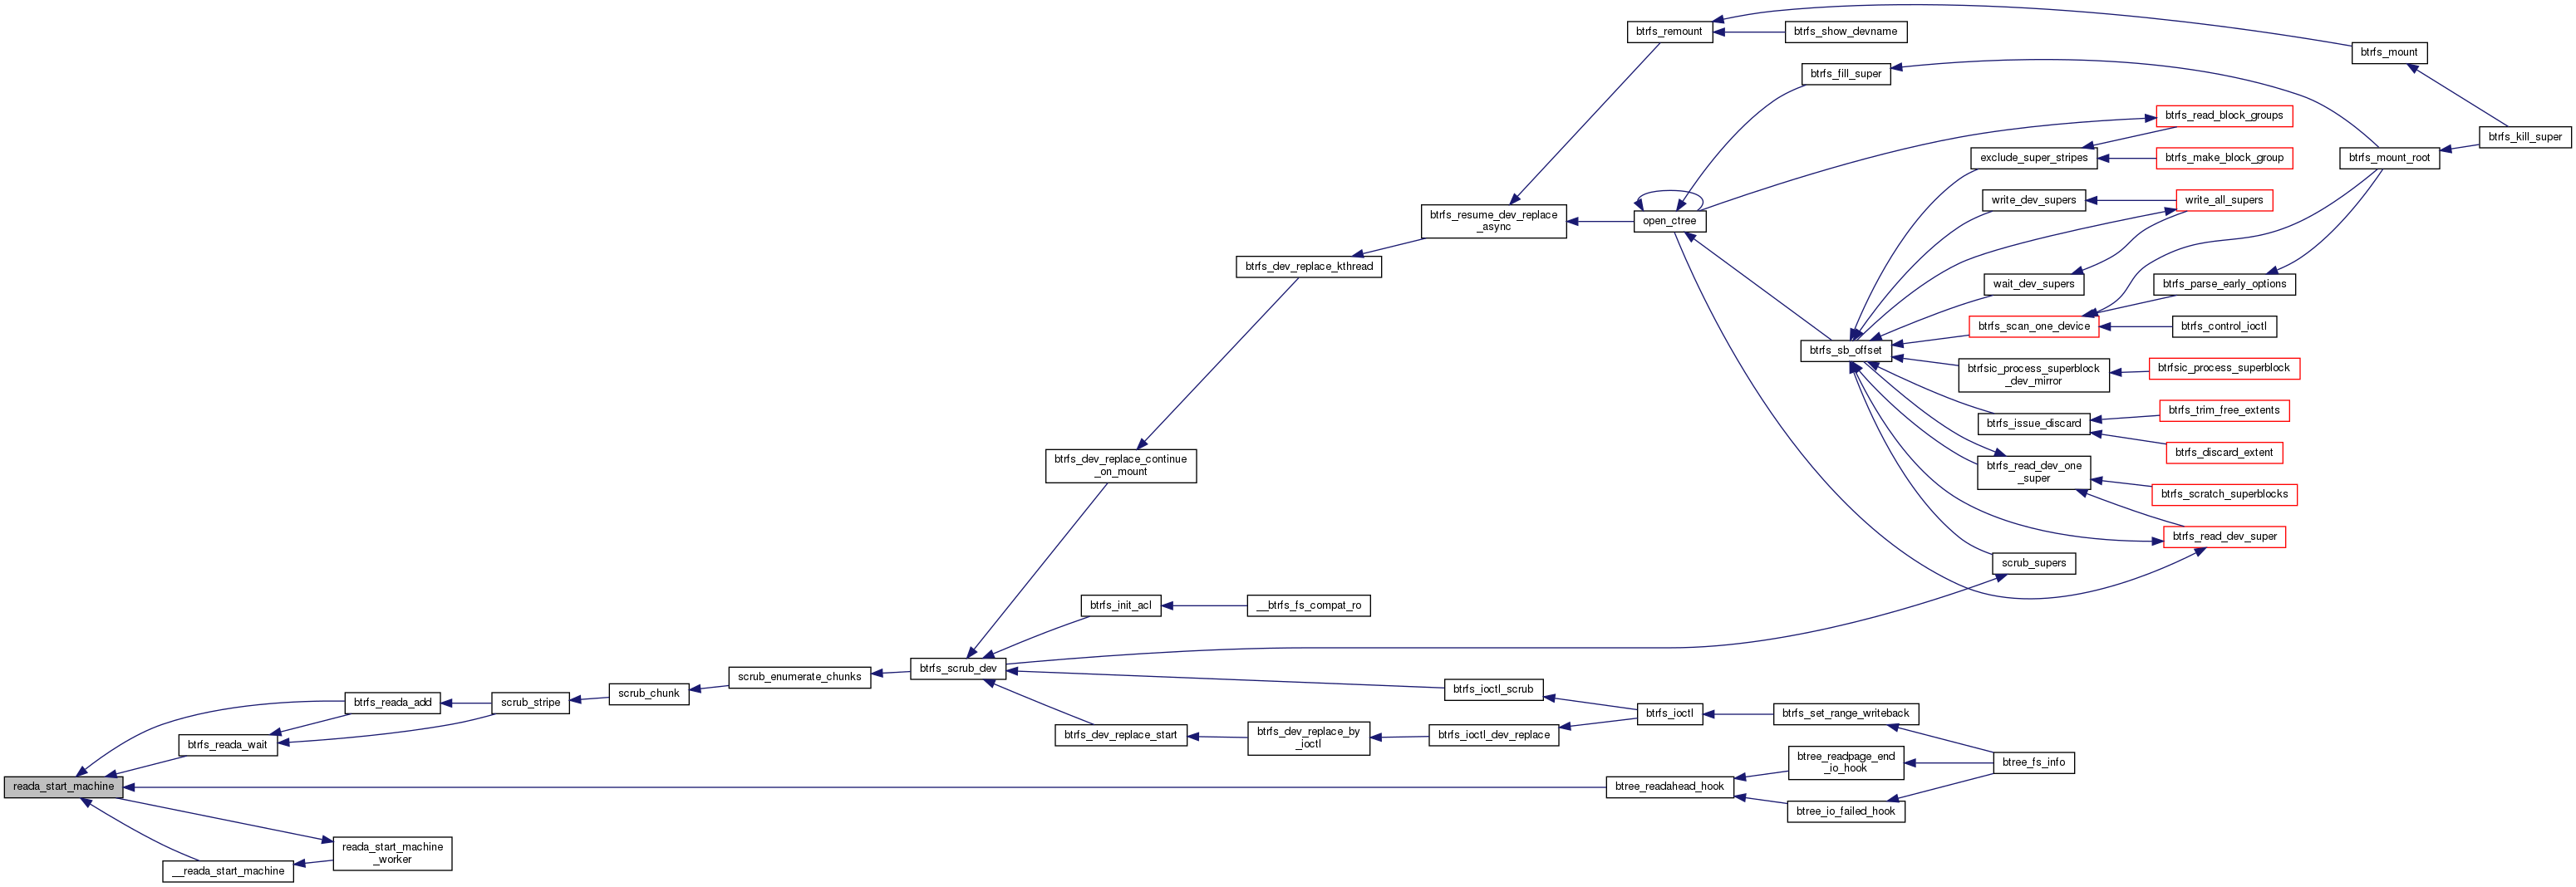 btrfs_remount
btrfs_show_devname
btrfs_mount
btrfs_fill_super
btrfs_read_block_groups
btrfs_kill_super
exclude_super_stripes
btrfs_make_block_group
btrfs_mount_root
write_dev_supers
write_all_supers
btrfs_resume_dev_replace
_async
open_ctree
btrfs_dev_replace_kthread
wait_dev_supers
btrfs_parse_early_options
btrfs_scan_one_device
btrfs_control_ioctl
btrfs_sb_offset
btrfsic_process_superblock
_dev_mirror
btrfsic_process_superblock
btrfs_trim_free_extents
btrfs_issue_discard
btrfs_discard_extent
btrfs_dev_replace_continue
_on_mount
btrfs_read_dev_one
_super
btrfs_scratch_superblocks
btrfs_read_dev_super
scrub_supers
btrfs_init_acl
__btrfs_fs_compat_ro
btrfs_scrub_dev
scrub_enumerate_chunks
scrub_chunk
btrfs_ioctl_scrub
btrfs_reada_add
scrub_stripe
btrfs_ioctl
btrfs_set_range_writeback
btrfs_dev_replace_start
btrfs_dev_replace_by
_ioctl
btrfs_ioctl_dev_replace
btrfs_reada_wait
btree_readpage_end
_io_hook
btree_fs_info
reada_start_machine
btree_readahead_hook
btree_io_failed_hook
reada_start_machine
_worker
__reada_start_machine